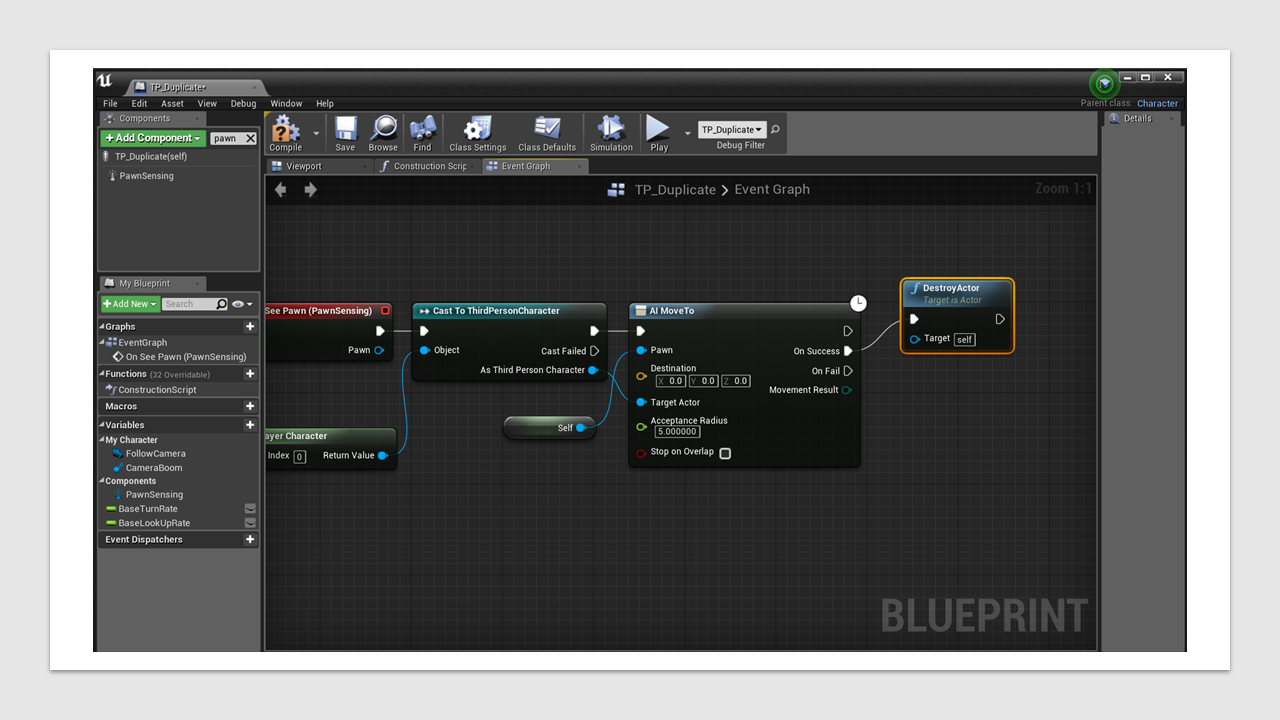 TP_Duplicate*
File Edit Asset View Debug Window Help
Parent class: Character
Components
+ Add Component
pawn
TP_Duplicate(self)
PawnSensing
Compile
Save
Browse
Find
Class Settings
Class Defaults
Simulation
Play
TP_Duplicate
Debug Filter
Details
Viewport
Construction Scrip
Event Graph
TP_Duplicate > Event Graph
Zoom 1:1
My Blueprint
+ Add New
Search
Graphs
EventGraph
On See Pawn (PawnSensing)
Functions (32 Overridable)
ConstructionScript
Macros
Variables
My Character
FollowCamera
CameraBoom
Components
PawnSensing
BaseTurnRate
BaseLookUpRate
Event Dispatchers
See Pawn (PawnSensing)
Pawn
ayer Character
Index 0
Return Value
Cast To ThirdPersonCharacter
Object
Cast Failed
As Third Person Character
Self
AI MoveTo
Pawn
On Success
Destination
X 0.0 Y 0.0 Z 0.0
On Fail
Movement Result
Target Actor
Acceptance Radius
5.000000
Stop on Overlap
DestroyActor
Target is Actor
Target self
BLUEPRINT